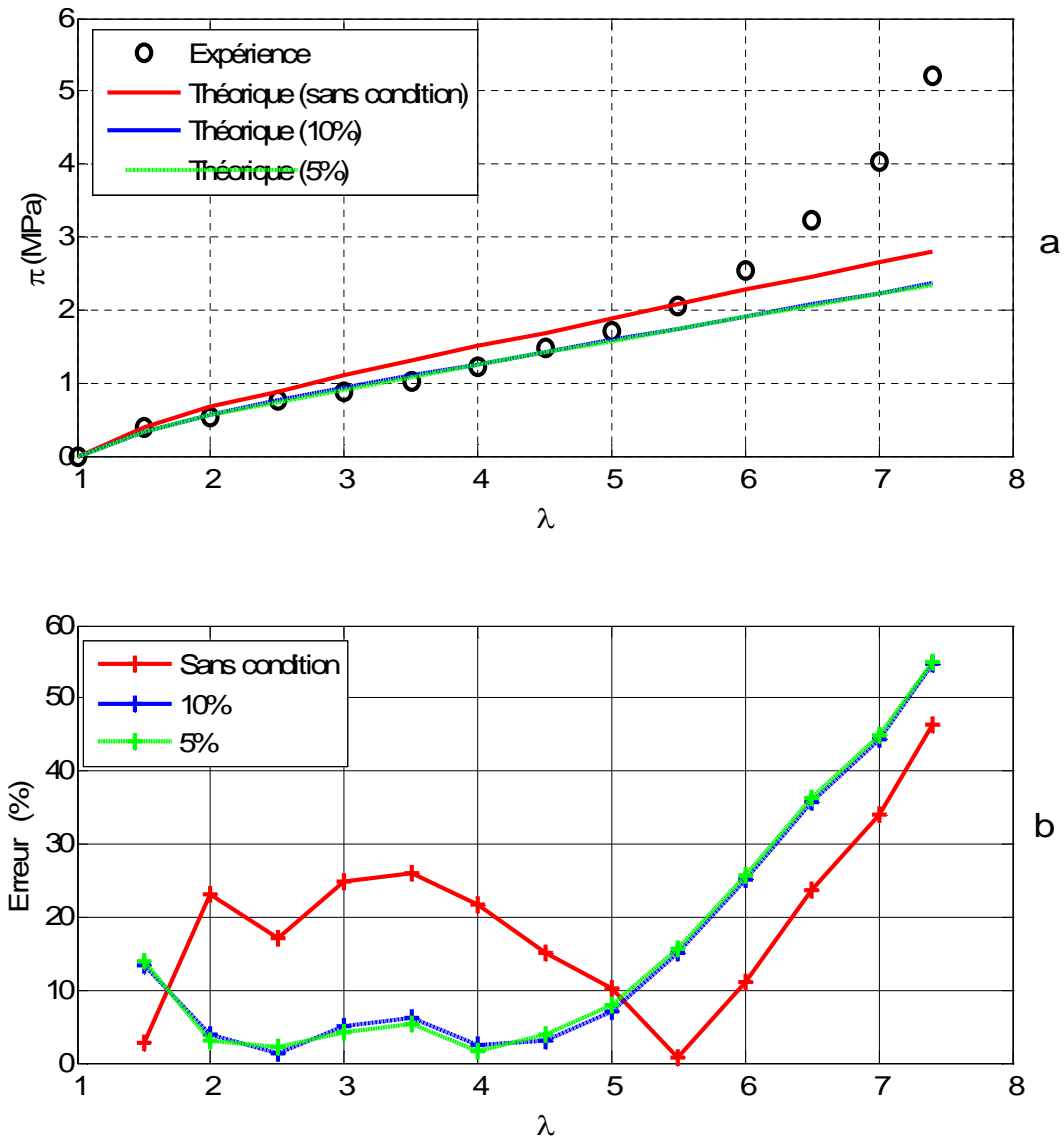 6
5
4
3
2
1
0
π(MPa)
Expérience
Théorique (sans condition)
Théorique (10%)
Théorique (5%)
a
1 2 3 4 5 6 7 8
λ
60
50
40
30
20
10
0
Erreur (%)
Sans condition
10%
5%
b
1 2 3 4 5 6 7 8
λ